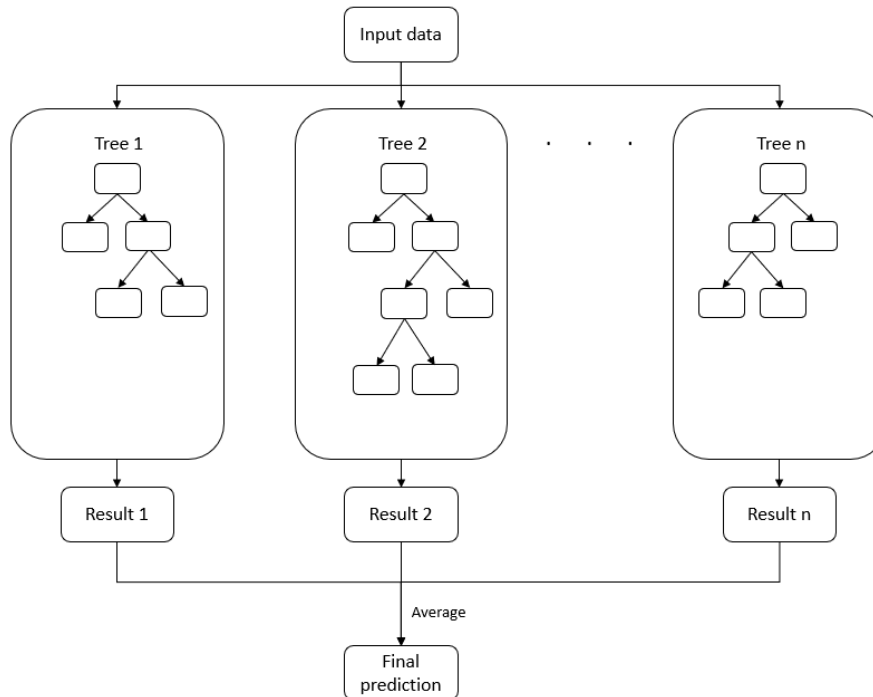 Input data
Tree 1
Tree 2
. . .
Tree n
Result 1
Result 2
Result n
Average
Final
prediction